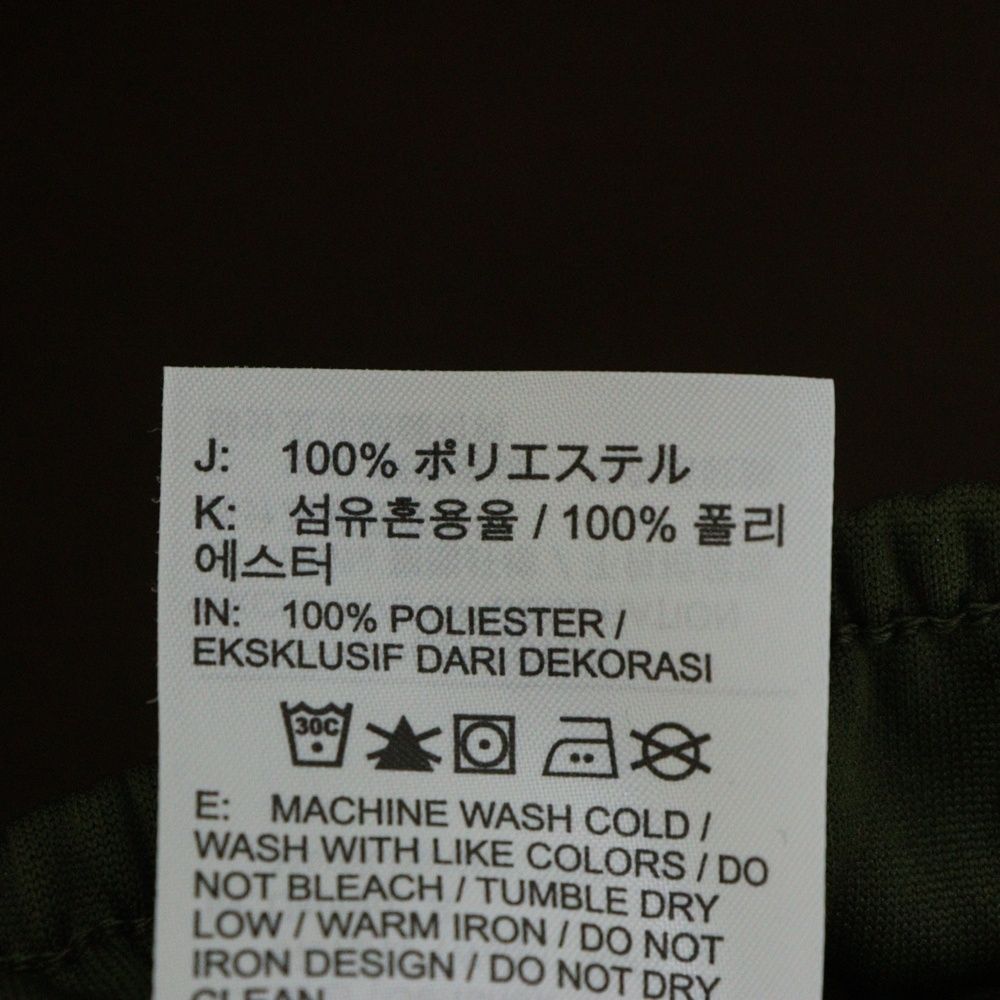 J: 100% ポリエステル
K: 섬유혼용율 / 100% 폴리
에스터
IN: 100% POLIESTER /
EKSKLUSIF DARI DEKORASI
30C
E: MACHINE WASH COLD /
WASH WITH LIKE COLORS / DO
NOT BLEACH / TUMBLE DRY
LOW / WARM IRON / DO NOT
IRON DESIGN / DO NOT DRY
CLEAN